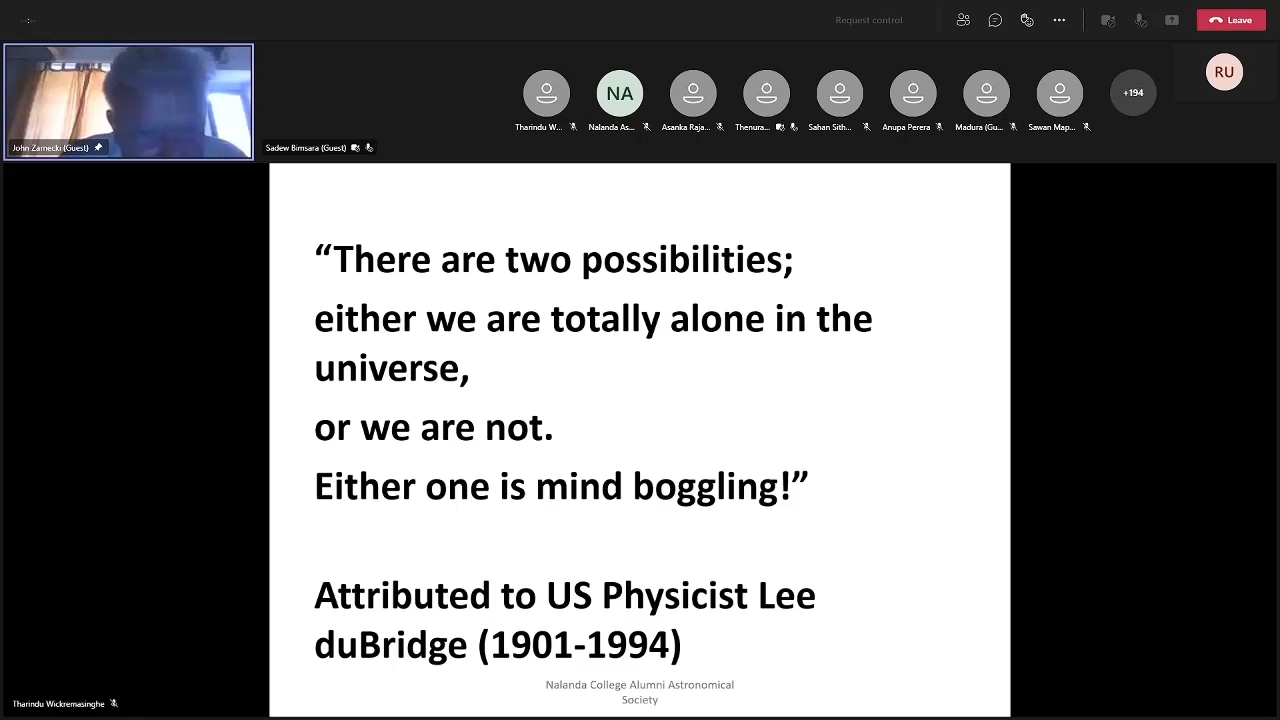 Request control
Leave
NA
RU
+194
Tharindu W...
Nalanda As...
Asanka Raja...
Thenura...
Sahan Sith...
Anupa Perera
Madura (Gu...
Sawan Map...
John Zarnecki (Guest)
Sadew Bimsara (Guest)
“There are two possibilities;
either we are totally alone in the
universe,
or we are not.
Either one is mind boggling!”
Attributed to US Physicist Lee
duBridge (1901-1994)
Nalanda College Alumni Astronomical
Society
Tharindu Wickremasinghe